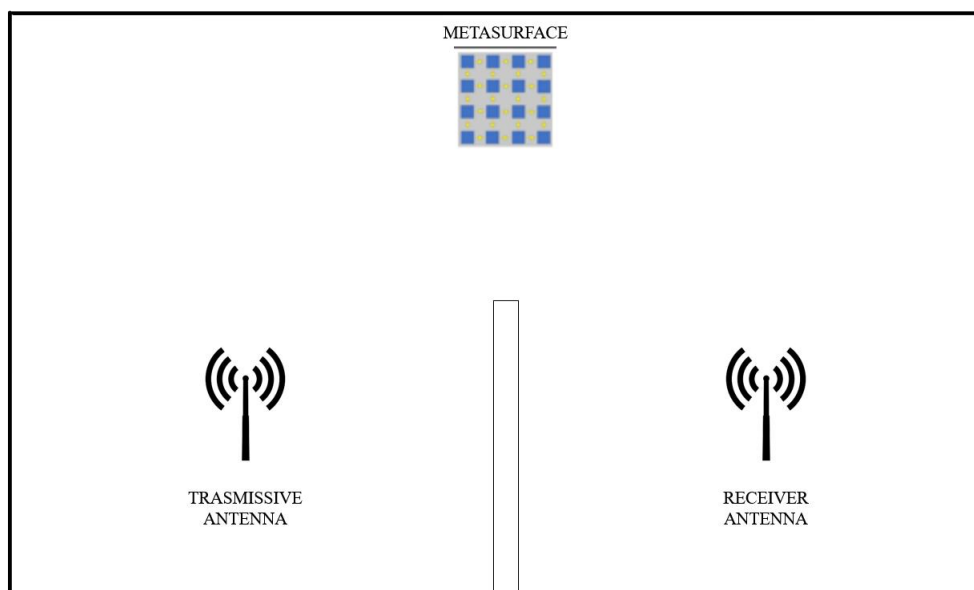 METASURFACE
TRASMISSIVE
ANTENNA
RECEIVER
ANTENNA